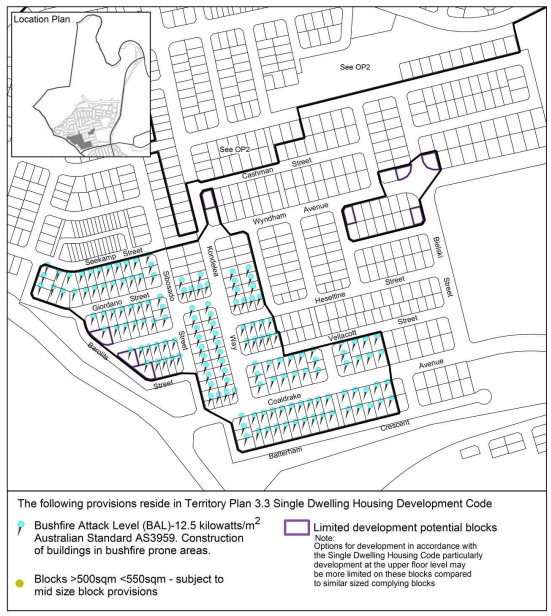 Location Plan
See OP2
See OP2
Cashman Street
Wyndham Avenue
Seekamp Street
Sposado Street
Kondelea Way
Giordano Street
Baralla Street
Heseltine Street
Bielski Street
Vellacott Street
Coaldrake Avenue
Batterham Crescent
The following provisions reside in Territory Plan 3.3 Single Dwelling Housing Development Code
Bushfire Attack Level (BAL)-12.5 kilowatts/m2
Australian Standard AS3959. Construction
of buildings in bushfire prone areas.
Blocks >500sqm <550sqm - subject to
mid size block provisions
Limited development potential blocks
Note:
Options for development in accordance with
the Single Dwelling Housing Development Code particularly
development at the upper floor level may
be more limited on these blocks compared
to similar sized complying blocks